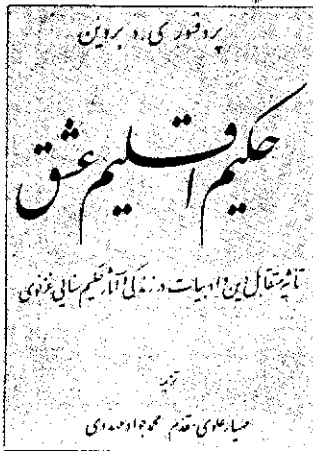 پروفسور ی. د بروین
حکیم اقلیم عشق
تأثیر متقابل دین و ادبیات در زندگی و آثار حکیم سنائی غزنوی
ترجمه
مهیار علوی مقدم، محمد جواد مهدوی